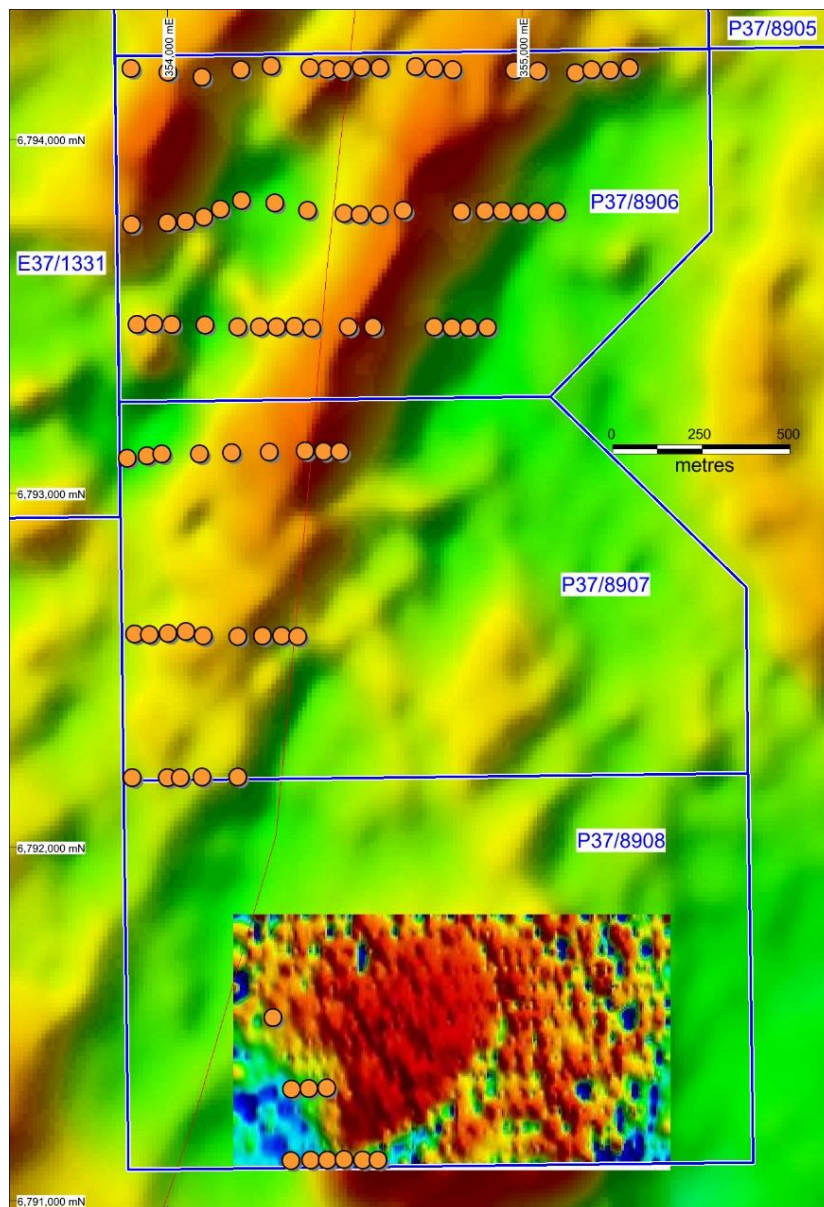 P37/8905
354,000 mE
355,000 mE
6,794,000 mN
P37/8906
E37/1331
0 250 500
metres
6,793,000 mN
P37/8907
P37/8908
6,792,000 mN
6,791,000 mN